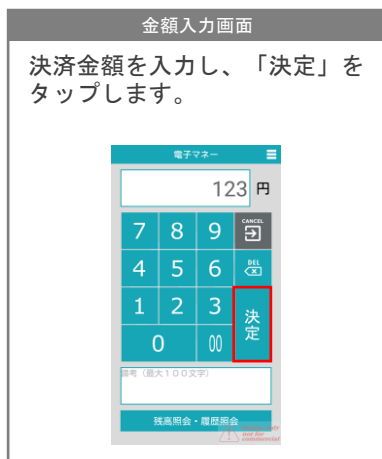 金額入力画面
決済金額を入力し、「決定」を
タップします。
電子マネー
123 円
7 8 9 CANCEL
4 5 6 DEL
1 2 3 決定
0 00
備考（最大１００文字）
残高照会・履歴照会
not for
commercial